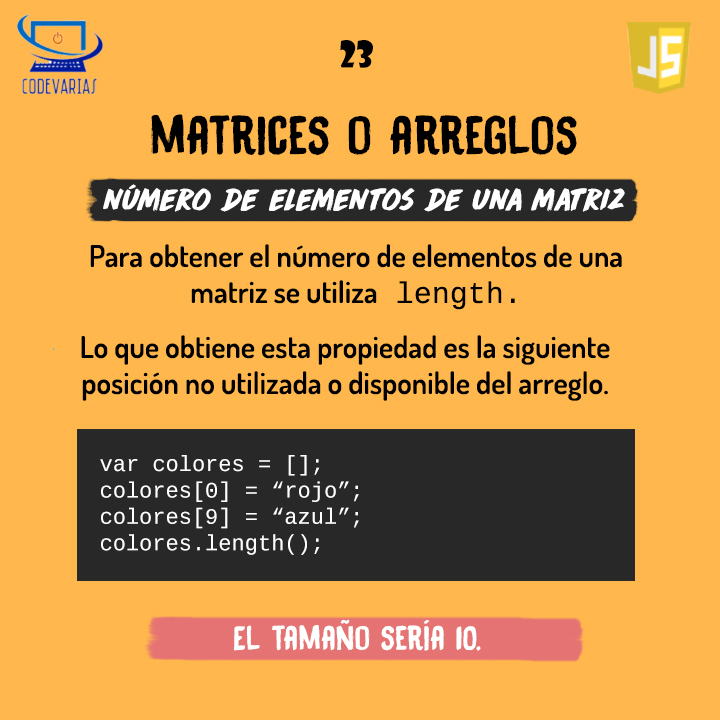 CODEVARIAS
23
JS
MATRICES O ARREGLOS
NÚMERO DE ELEMENTOS DE UNA MATRIZ
Para obtener el número de elementos de una
matriz se utiliza length.
Lo que obtiene esta propiedad es la siguiente
posición no utilizada o disponible del arreglo.
var colores = [];
colores[0] = “rojo”;
colores[9] = “azul”;
colores.length();
EL TAMAÑO SERÍA 10.